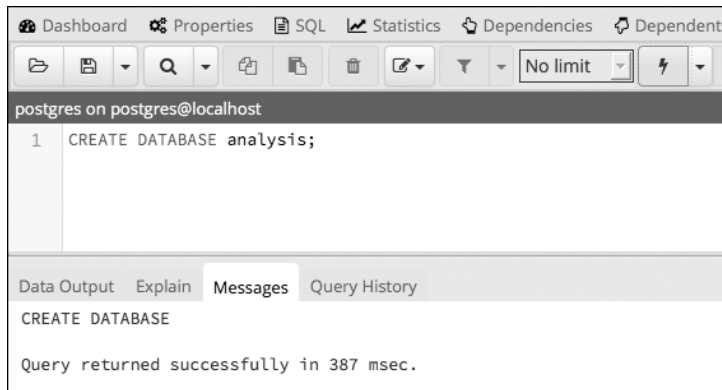 Dashboard Properties SQL Statistics Dependencies Dependent
No limit
postgres on postgres@localhost
1 CREATE DATABASE analysis;
Data Output Explain Messages Query History
CREATE DATABASE
Query returned successfully in 387 msec.